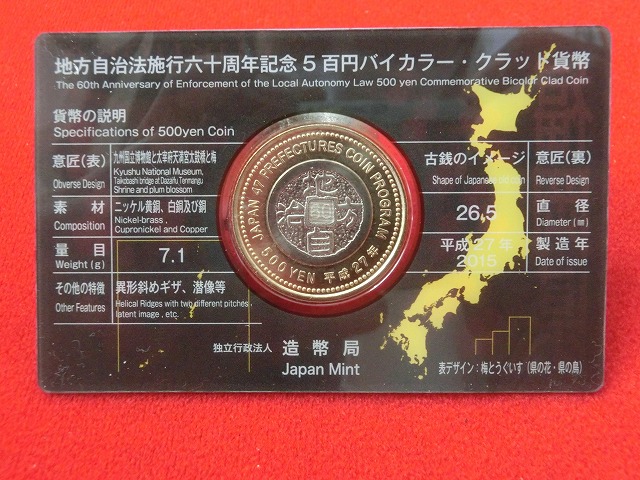 地方自治法施行六十周年記念5百円バイカラー・クラッド貨幣
The 60th Anniversary of Enforcement of the Local Autonomy Law 500 yen Commemorative Bicolor Clad Coin
貨幣の説明
Specifications of 500yen Coin
意匠(表)
Obverse Design
九州国立博物館と太宰府天満宮太鼓橋と梅
Kyushu National Museum,
Taikobashi bridge at Dazaifu Tenmangu
Shrine and plum blossom
素材
Composition
ニッケル黄銅、白銅及び銅
Nickel-brass,
Cupronickel and Copper
量目
Weight(g)
7.1
その他の特徴
Other Features
異形斜めギザ、潜像等
Helical Ridges with two different pitches,
latent image, etc.
JAPAN 47 PREFECTURES COIN PROGRAM
500 YEN 平成27年
地方自治
古銭のイメージ
Shape of Japanese old coin
意匠(裏)
Reverse Design
26.5
直径
Diameter(㎜)
平成27年
2015
製造年
Date of issue
独立行政法人 造幣局
Japan Mint
表デザイン:梅とうぐいす(県の花・県の鳥)